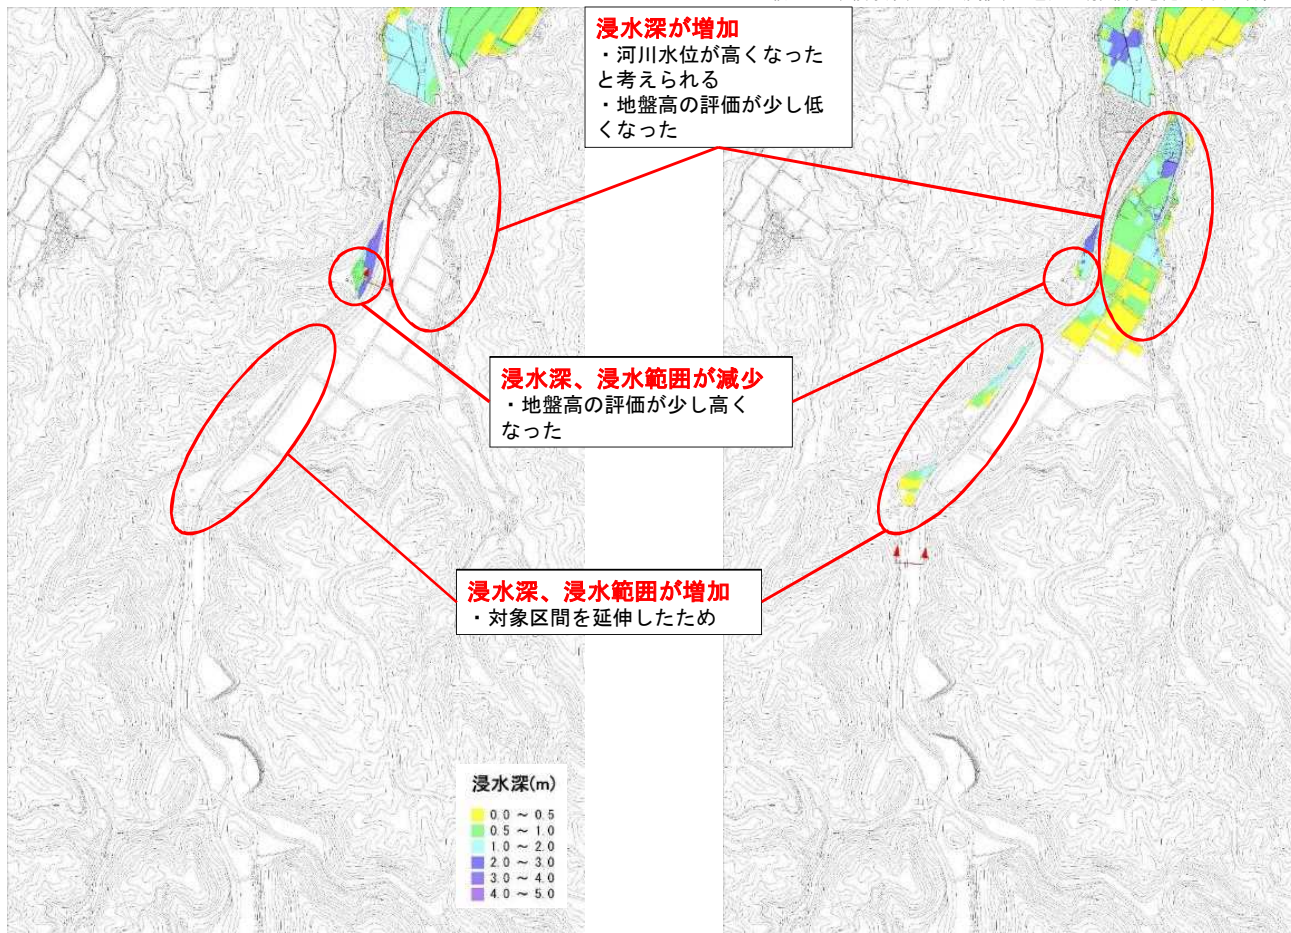 浸水深が増加
・河川水位が高くなった
と考えられる
・地盤高の評価が少し低
くなった
浸水深、浸水範囲が減少
・地盤高の評価が少し高く
なった
浸水深、浸水範囲が増加
・対象区間を延伸したため
浸水深(m)
0.0 ～ 0.5
0.5 ～ 1.0
1.0 ～ 2.0
2.0 ～ 3.0
3.0 ～ 4.0
4.0 ～ 5.0